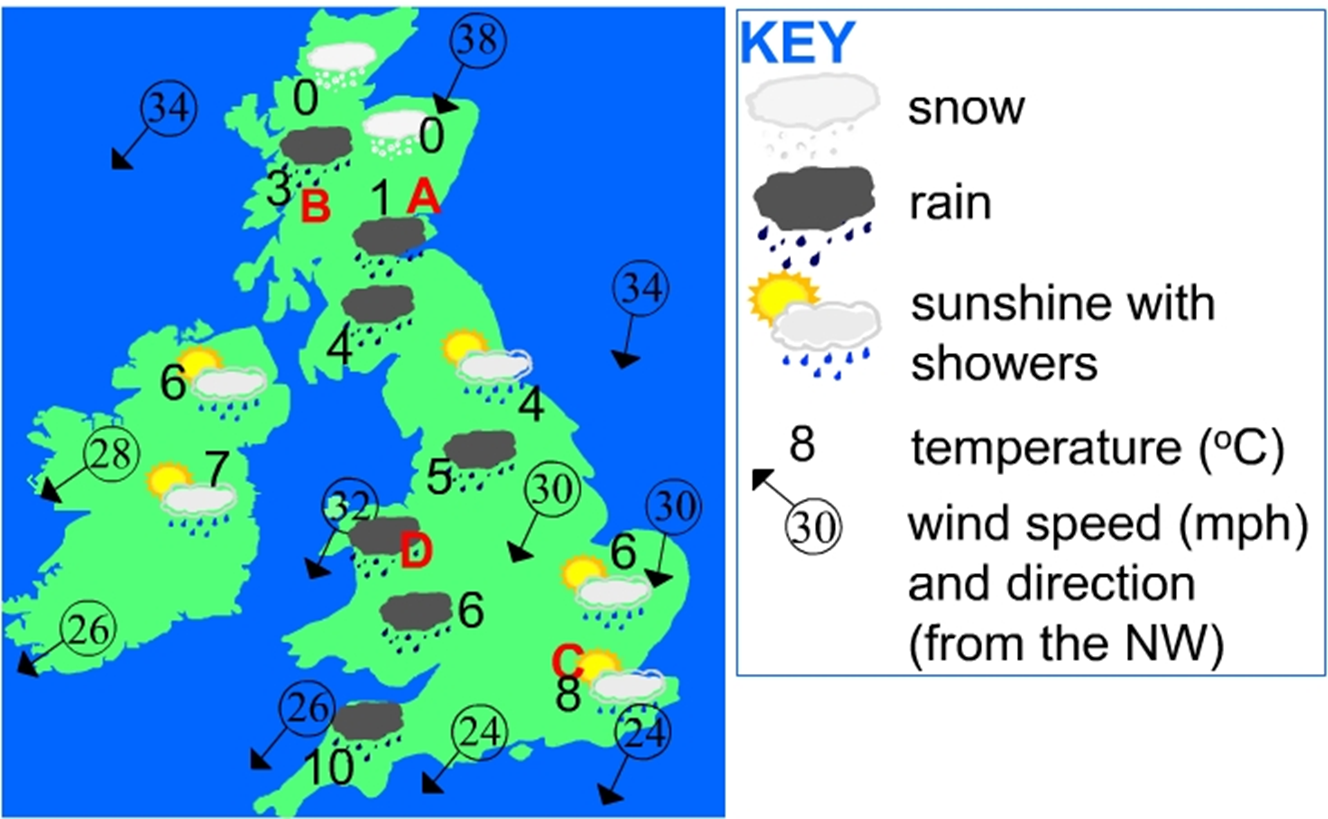 38
34
0
0
3
B
1
A
34
4
6
4
28
7
5
30
32
30
D
6
6
26
C
8
26
24
24
10
KEY
snow
rain
sunshine with
showers
8 temperature (ºC)
30 wind speed (mph)
and direction
(from the NW)